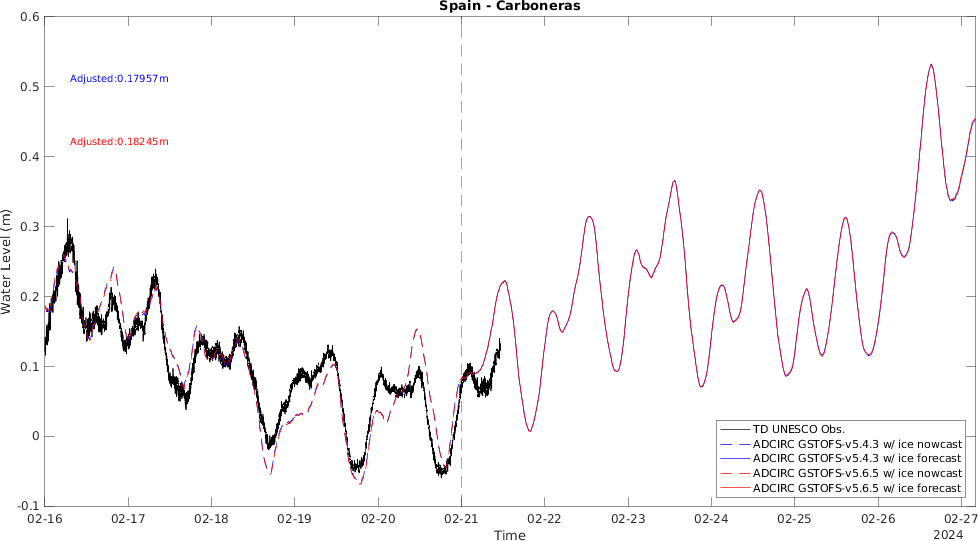 Spain - Carboneras
0.6
0.5
0.4
0.3
0.2
0.1
0
-0.1
Water Level (m)
Adjusted:0.17957m
Adjusted:0.18245m
TD UNESCO Obs.
ADCIRC GSTOFS-v5.4.3 w/ ice nowcast
ADCIRC GSTOFS-v5.4.3 w/ ice forecast
ADCIRC GSTOFS-v5.6.5 w/ ice nowcast
ADCIRC GSTOFS-v5.6.5 w/ ice forecast
02-16 02-17 02-18 02-19 02-20 02-21 02-22 02-23 02-24 02-25 02-26 02-27
Time
2024